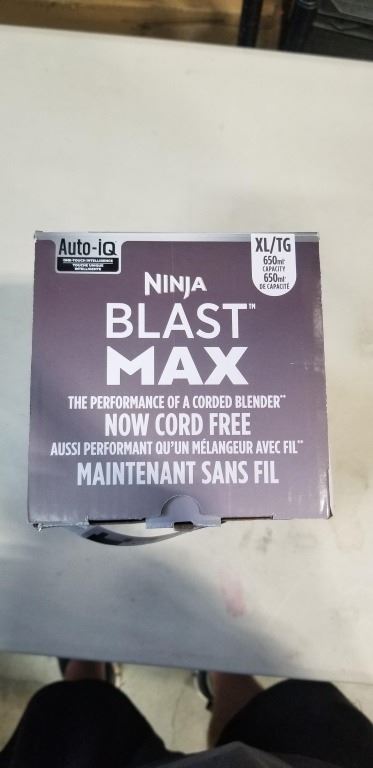 Auto-iQ
ONE-TOUCH INTELLIGENCE
TOUCHE UNIQUE
INTELLIGENTE
XL/TG
650ml*
CAPACITY
650ml*
DE CAPACITÉ
NINJA
BLAST™
MAX
THE PERFORMANCE OF A CORDED BLENDER**
NOW CORD FREE
AUSSI PERFORMANT QU'UN MÉLANGEUR AVEC FIL**
MAINTENANT SANS FIL